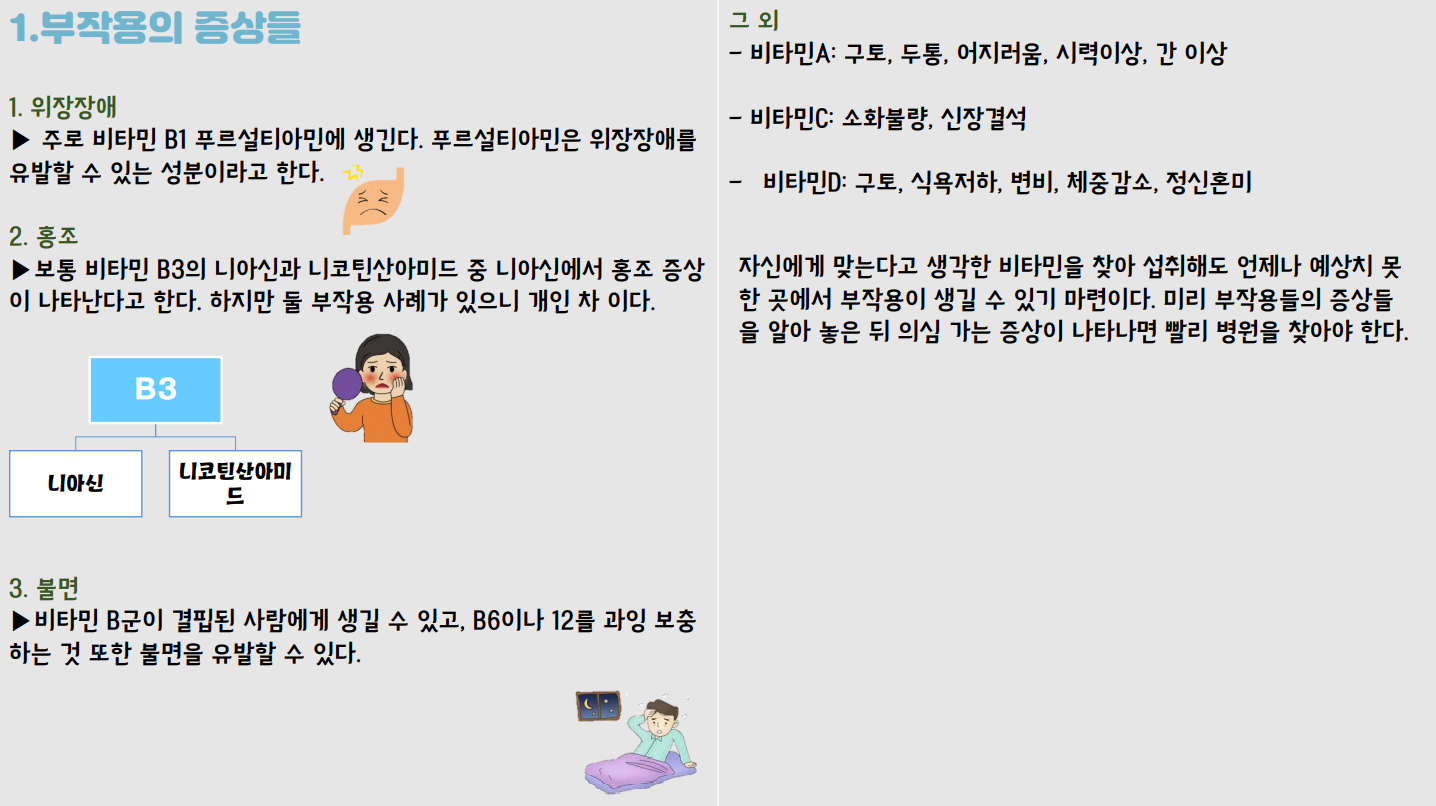 1.부작용의 증상들
1. 위장장애
▶ 주로 비타민 B1 푸르설티아민에 생긴다. 푸르설티아민은 위장장애를
유발할 수 있는 성분이라고 한다.
2. 홍조
▶보통 비타민 B3의 니아신과 니코틴산아미드 중 니아신에서 홍조 증상
이 나타난다고 한다. 하지만 둘 부작용 사례가 있으니 개인 차 이다.
B3
니아신
니코틴산아미
드
3. 불면
▶비타민 B군이 결핍된 사람에게 생길 수 있고, B6이나 12를 과잉 보충
하는 것 또한 불면을 유발할 수 있다.
그 외
- 비타민A: 구토, 두통, 어지러움, 시력이상, 간 이상
- 비타민C: 소화불량, 신장결석
- 비타민D: 구토, 식욕저하, 변비, 체중감소, 정신혼미
자신에게 맞는다고 생각한 비타민을 찾아 섭취해도 언제나 예상치 못
한 곳에서 부작용이 생길 수 있기 마련이다. 미리 부작용들의 증상들
을 알아 놓은 뒤 의심 가는 증상이 나타나면 빨리 병원을 찾아야 한다.